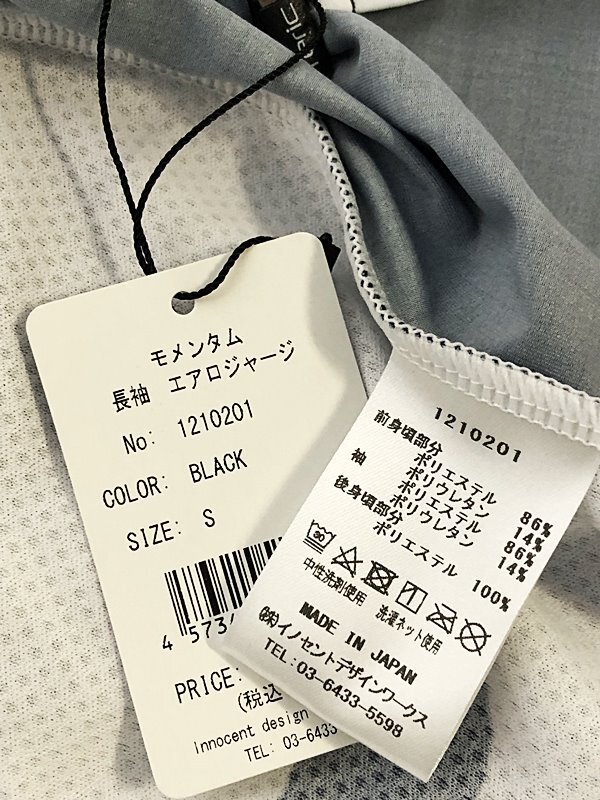 モメンタム
長袖 エアロジャージ
No: 1210201
COLOR: BLACK
SIZE: S
4 573
PRICE:
(税込
Innocent design
TEL: 03-6433
1210201
前身頃部分
ポリエステル 86%
ポリウレタン 14%
袖 ポリエステル 86%
ポリウレタン 14%
後身頃部分
ポリエステル 100%
30
中性洗剤使用 洗濯ネット使用
MADE IN JAPAN
㈱イノセントデザインワークス
TEL:03-6433-5598